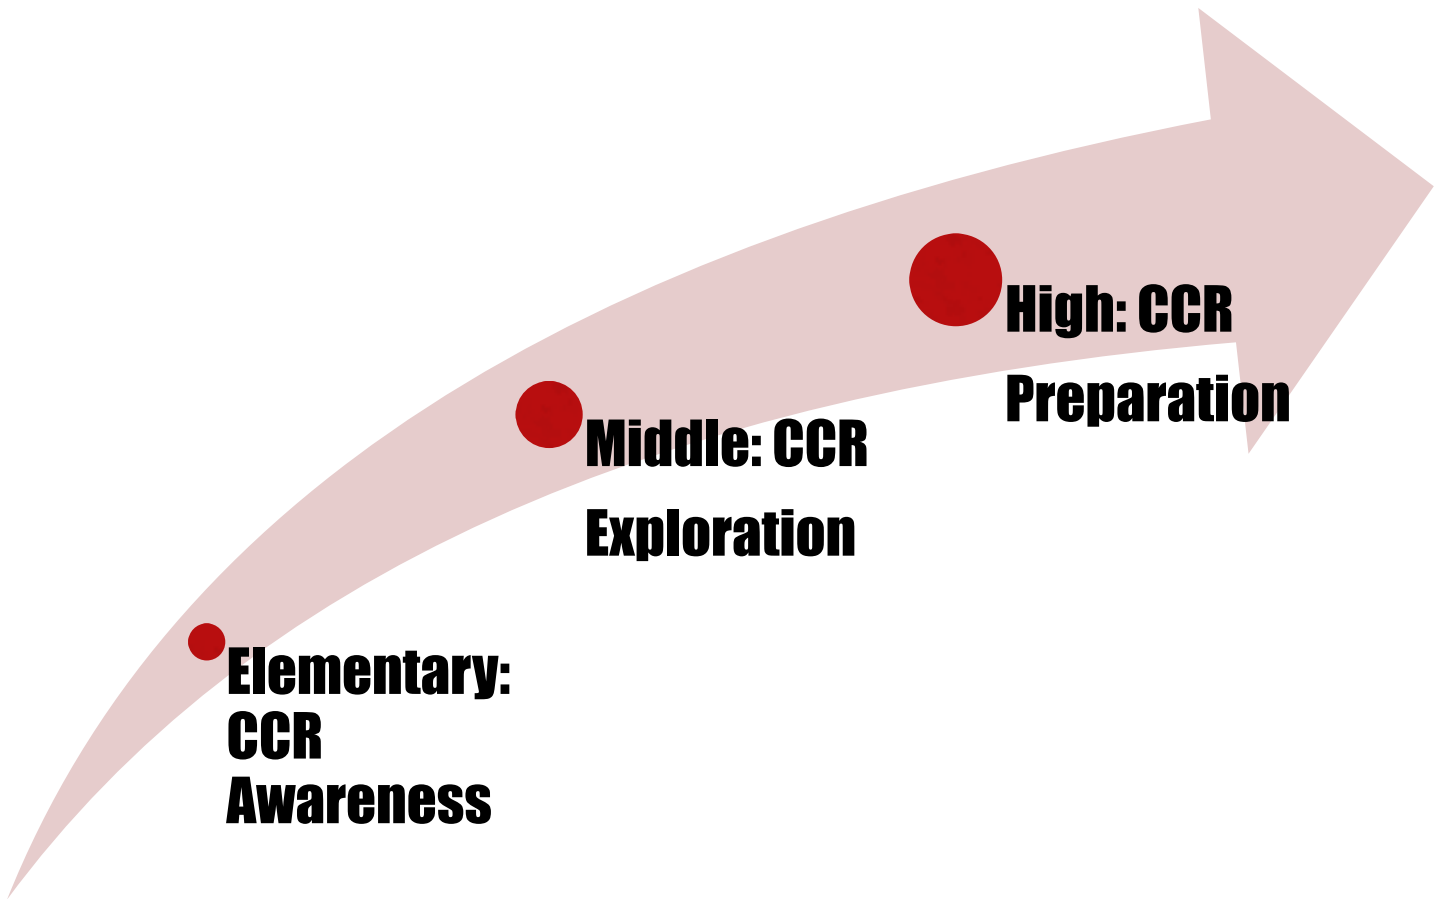 High: CCR
Preparation
Middle: CCR
Exploration
Elementary:
CCR
Awareness